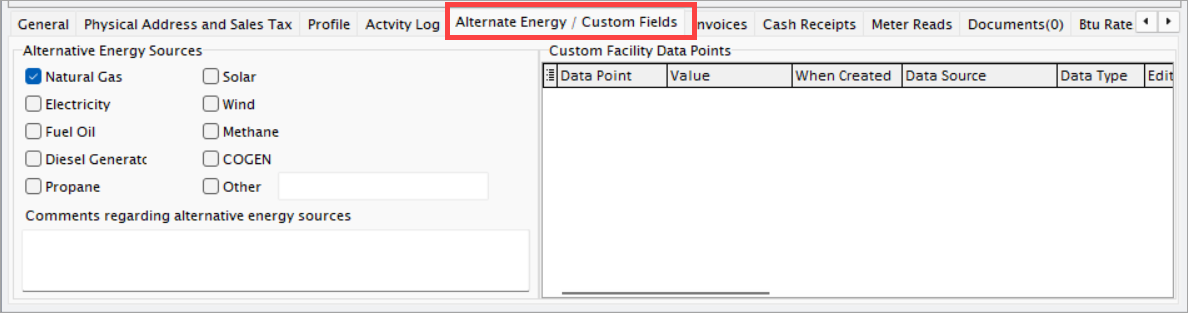 General Physical Address and Sales Tax Profile Actvity Log Alternate Energy / Custom Fields nvoices Cash Receipts Meter Reads Documents(0) Btu Rate
Alternative Energy Sources
Natural Gas Solar
Electricity Wind
Fuel Oil Methane
Diesel Generato COGEN
Propane Other
Comments regarding alternative energy sources
Custom Facility Data Points
Data Point Value When Created Data Source Data Type Edit